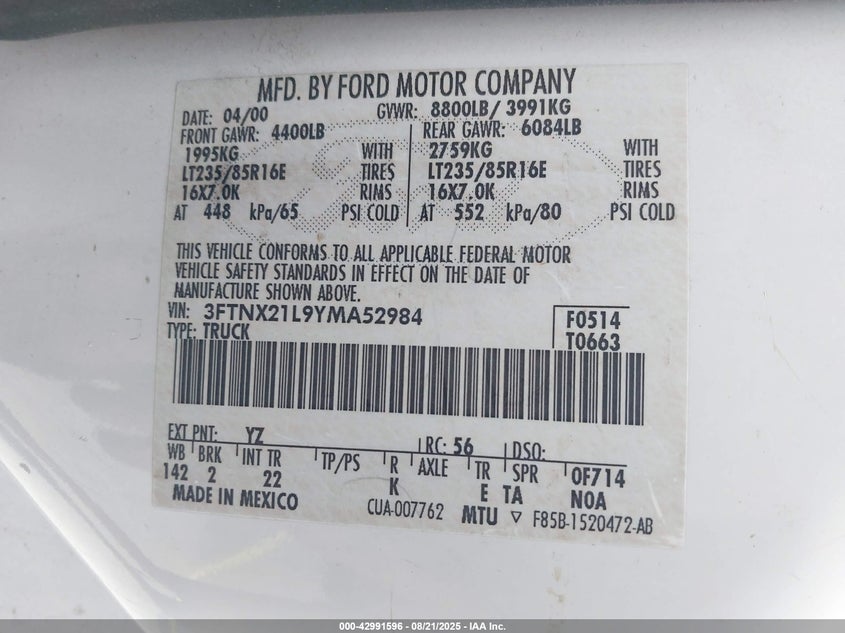 MFD. BY FORD MOTOR COMPANY
DATE: 04/00 GVWR: 8800LB/ 3991KG
FRONT GAWR: 4400LB REAR GAWR: 6084LB
1995KG WITH 2759KG WITH
LT235/85R16E TIRES LT235/85R16E TIRES
16X7.0K RIMS 16X7.0K RIMS
AT 448 kPa/65 PSI COLD AT 552 kPa/80 PSI COLD
THIS VEHICLE CONFORMS TO ALL APPLICABLE FEDERAL MOTOR
VEHICLE SAFETY STANDARDS IN EFFECT ON THE DATE OF
MANUFACTURE SHOWN ABOVE.
VIN: 3FTNX21L9YMA52984 F0514
TYPE: TRUCK T0663
EXT PNT: YZ RC: 56 DSO:
WB BRK INT TR TP/PS R AXLE TR SPR 0F714
142 2 22 K E TA N0A
MADE IN MEXICO CUA-007762 MTU ▽ F85B-1520472-AB
000-42991596 - 08/21/2025 - IAA Inc.